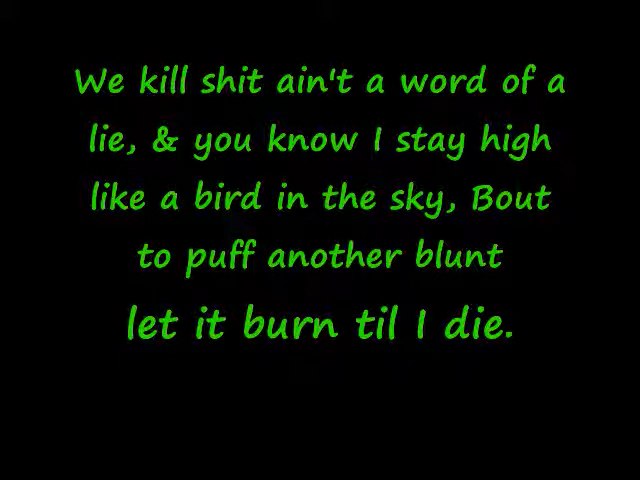 We kill shit ain't a word of a
lie, & you know I stay high
like a bird in the sky, Bout
to puff another blunt
let it burn til I die.